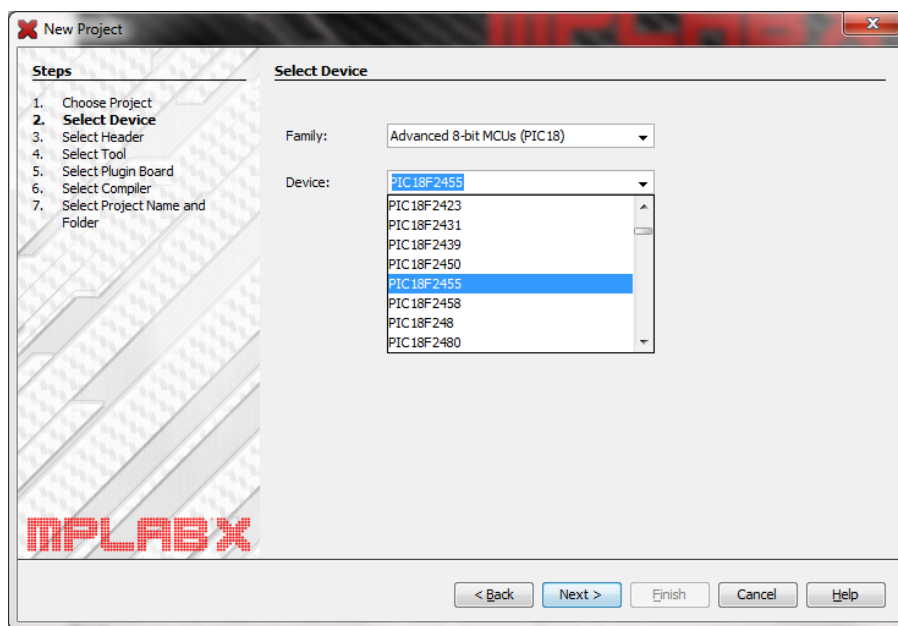 New Project
Steps
1. Choose Project
2. Select Device
3. Select Header
4. Select Tool
5. Select Plugin Board
6. Select Compiler
7. Select Project Name and
Folder
MPLAB X
Select Device
Family: Advanced 8-bit MCUs (PIC18)
Device: PIC18F2455
PIC18F2423
PIC18F2431
PIC18F2439
PIC18F2450
PIC18F2455
PIC18F2458
PIC18F248
PIC18F2480
< Back Next > Finish Cancel Help